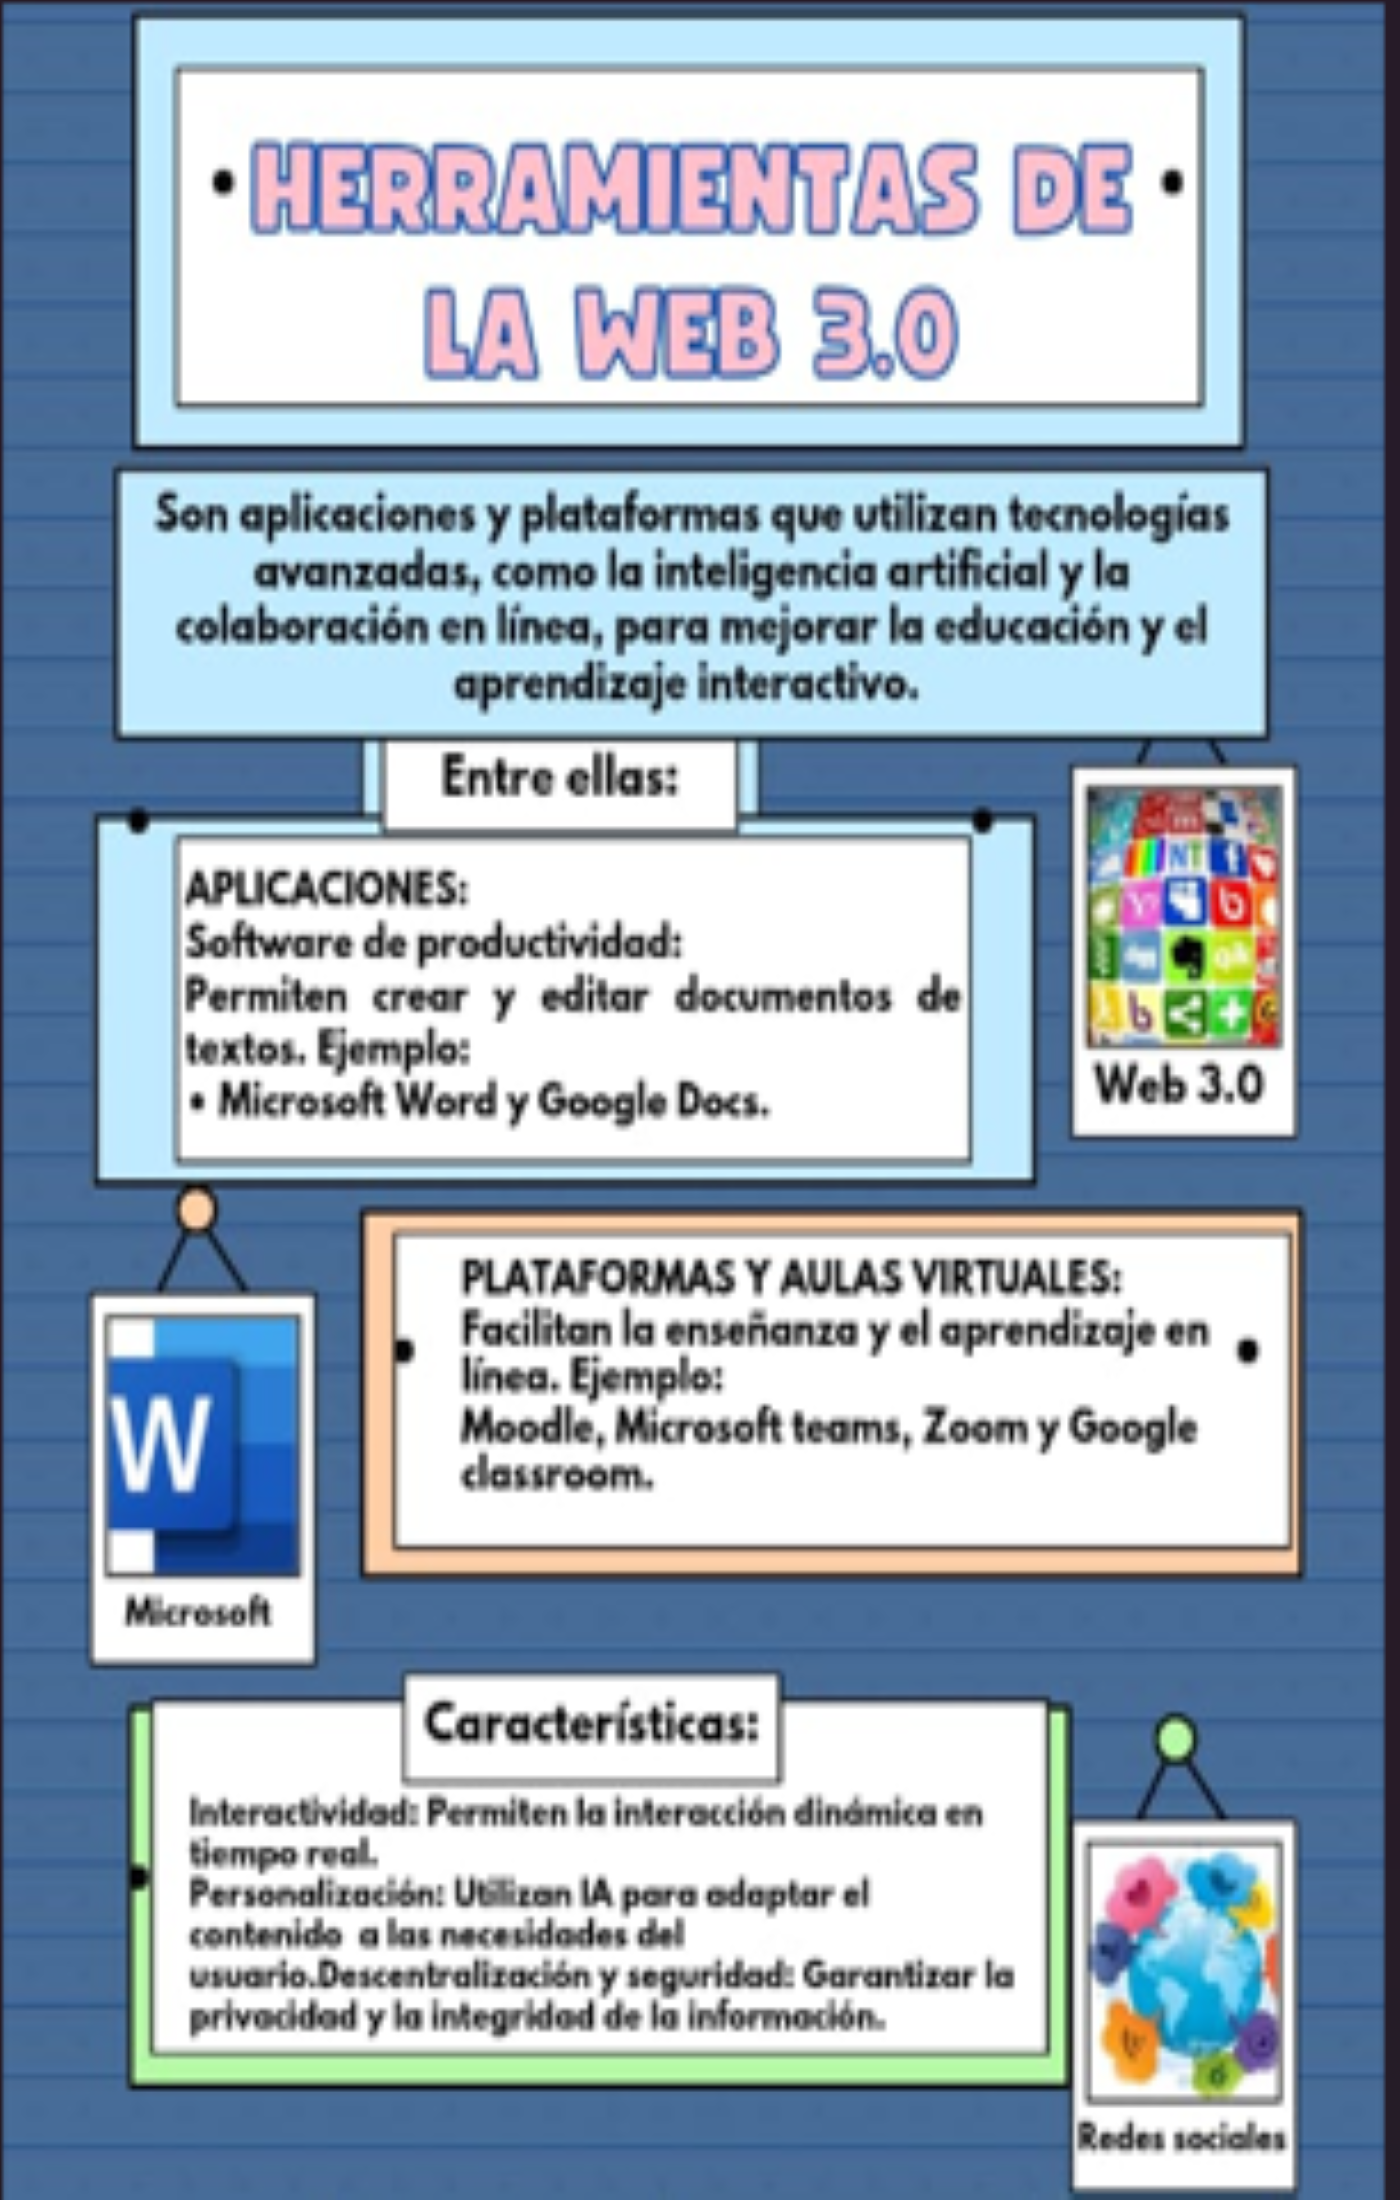 • HERRAMIENTAS DE •
LA WEB 3.0
Son aplicaciones y plataformas que utilizan tecnologías
avanzadas, como la inteligencia artificial y la
colaboración en línea, para mejorar la educación y el
aprendizaje interactivo.
Entre ellas:
APLICACIONES:
Software de productividad:
Permiten crear y editar documentos de
textos. Ejemplo:
• Microsoft Word y Google Docs.
NT f
Y! b
b
Web 3.0
W
Microsoft
PLATAFORMAS Y AULAS VIRTUALES:
Facilitan la enseñanza y el aprendizaje en
línea. Ejemplo:
Moodle, Microsoft teams, Zoom y Google
classroom.
Características:
Interactividad: Permiten la interacción dinámica en
tiempo real.
Personalización: Utilizan IA para adaptar el
contenido a las necesidades del
usuario.Descentralización y seguridad: Garantizar la
privacidad y la integridad de la información.
Redes sociales